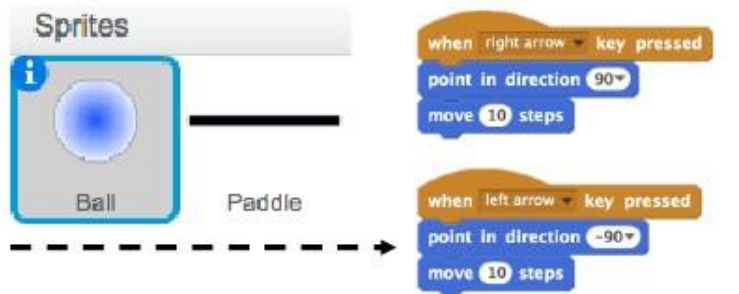 Sprites
i
Ball
Paddle
when right arrow key pressed
point in direction 90
move 10 steps
when left arrow key pressed
point in direction -90
move 10 steps